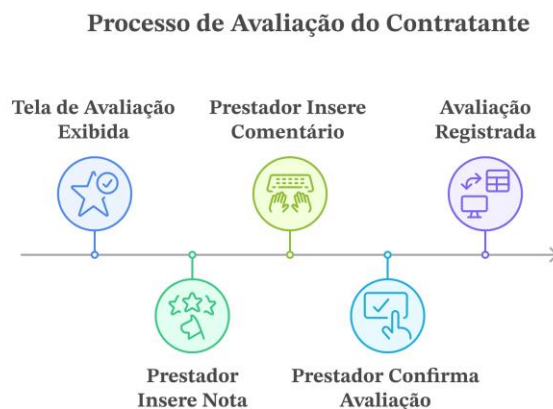 Processo de Avaliação do Contratante
Tela de Avaliação
Exibida
Prestador Insere
Comentário
Avaliação
Registrada
Prestador
Insere Nota
Prestador Confirma
Avaliação